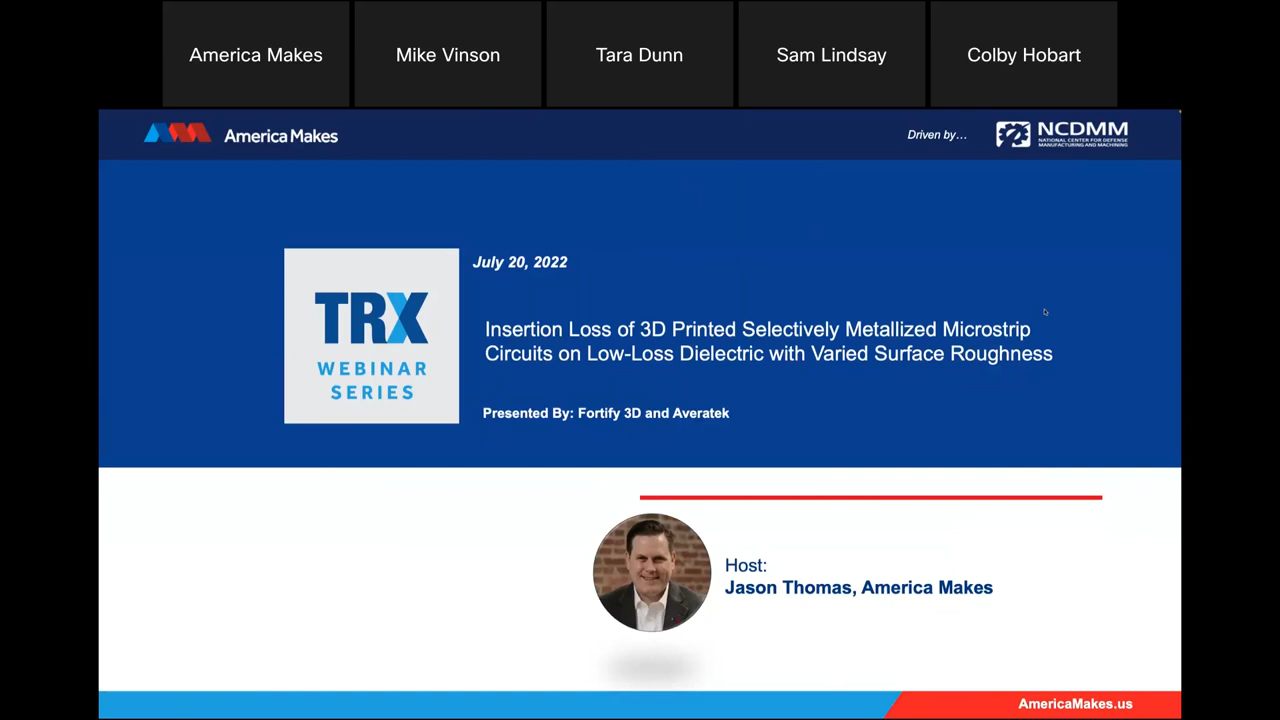 America Makes
Mike Vinson
Tara Dunn
Sam Lindsay
Colby Hobart
America Makes
Driven by...
NCDMM
NATIONAL CENTER FOR DEFENSE
MANUFACTURING AND MACHINING
July 20, 2022
TRX
WEBINAR
SERIES
Insertion Loss of 3D Printed Selectively Metallized Microstrip
Circuits on Low-Loss Dielectric with Varied Surface Roughness
Presented By: Fortify 3D and Averatek
Host:
Jason Thomas, America Makes
AmericaMakes.us